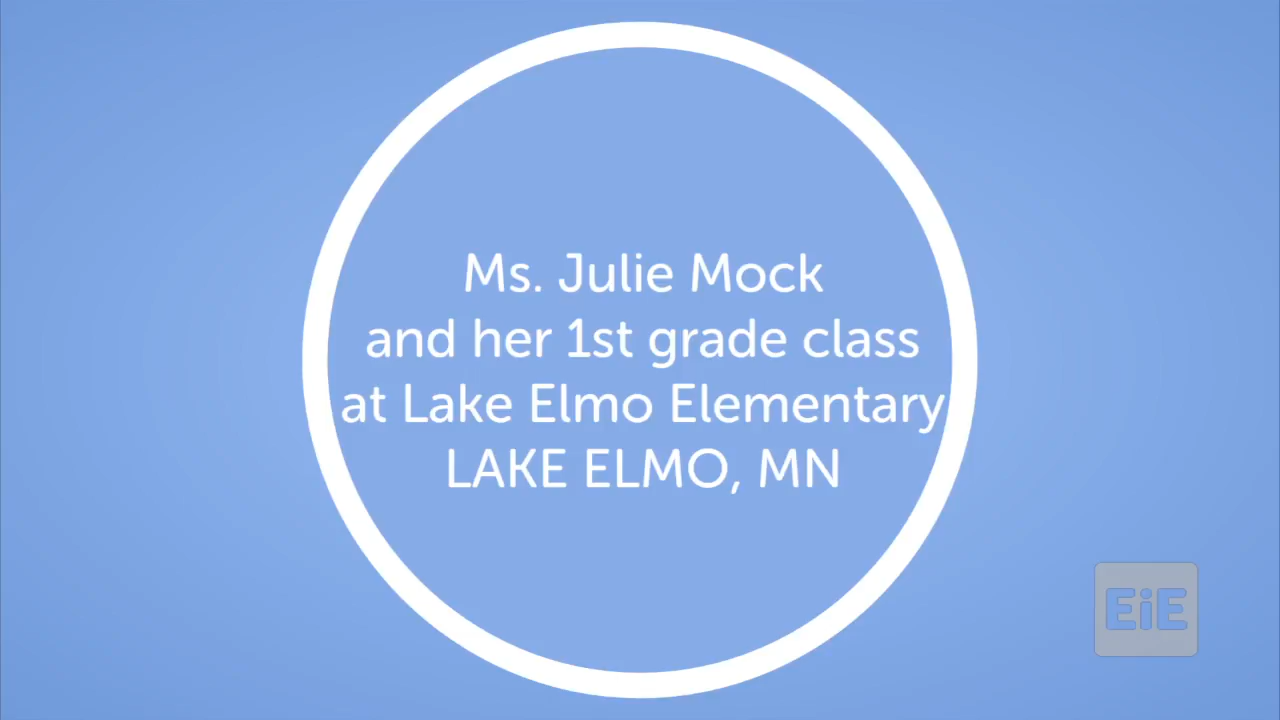 Ms. Julie Mock
and her 1st grade class
at Lake Elmo Elementary
LAKE ELMO, MN
EiE